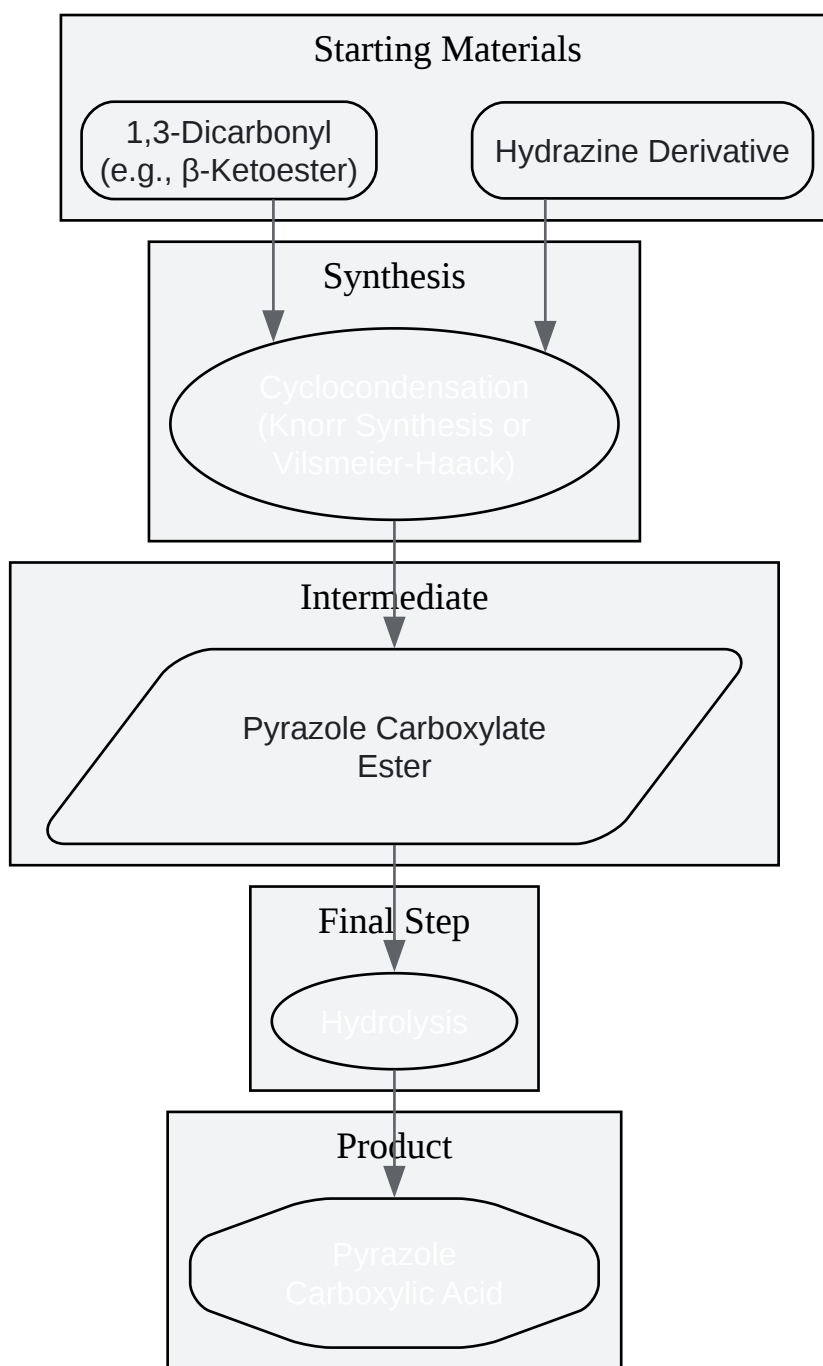 Starting Materials
1,3-Dicarbonyl
(e.g., β-Ketoester)
Hydrazine Derivative
Synthesis
Cyclocondensation
(Knorr Synthesis or
Vilsmeier-Haack)
Intermediate
Pyrazole Carboxylate
Ester
Final Step
Hydrolysis
Product
Pyrazole
Carboxylic Acid